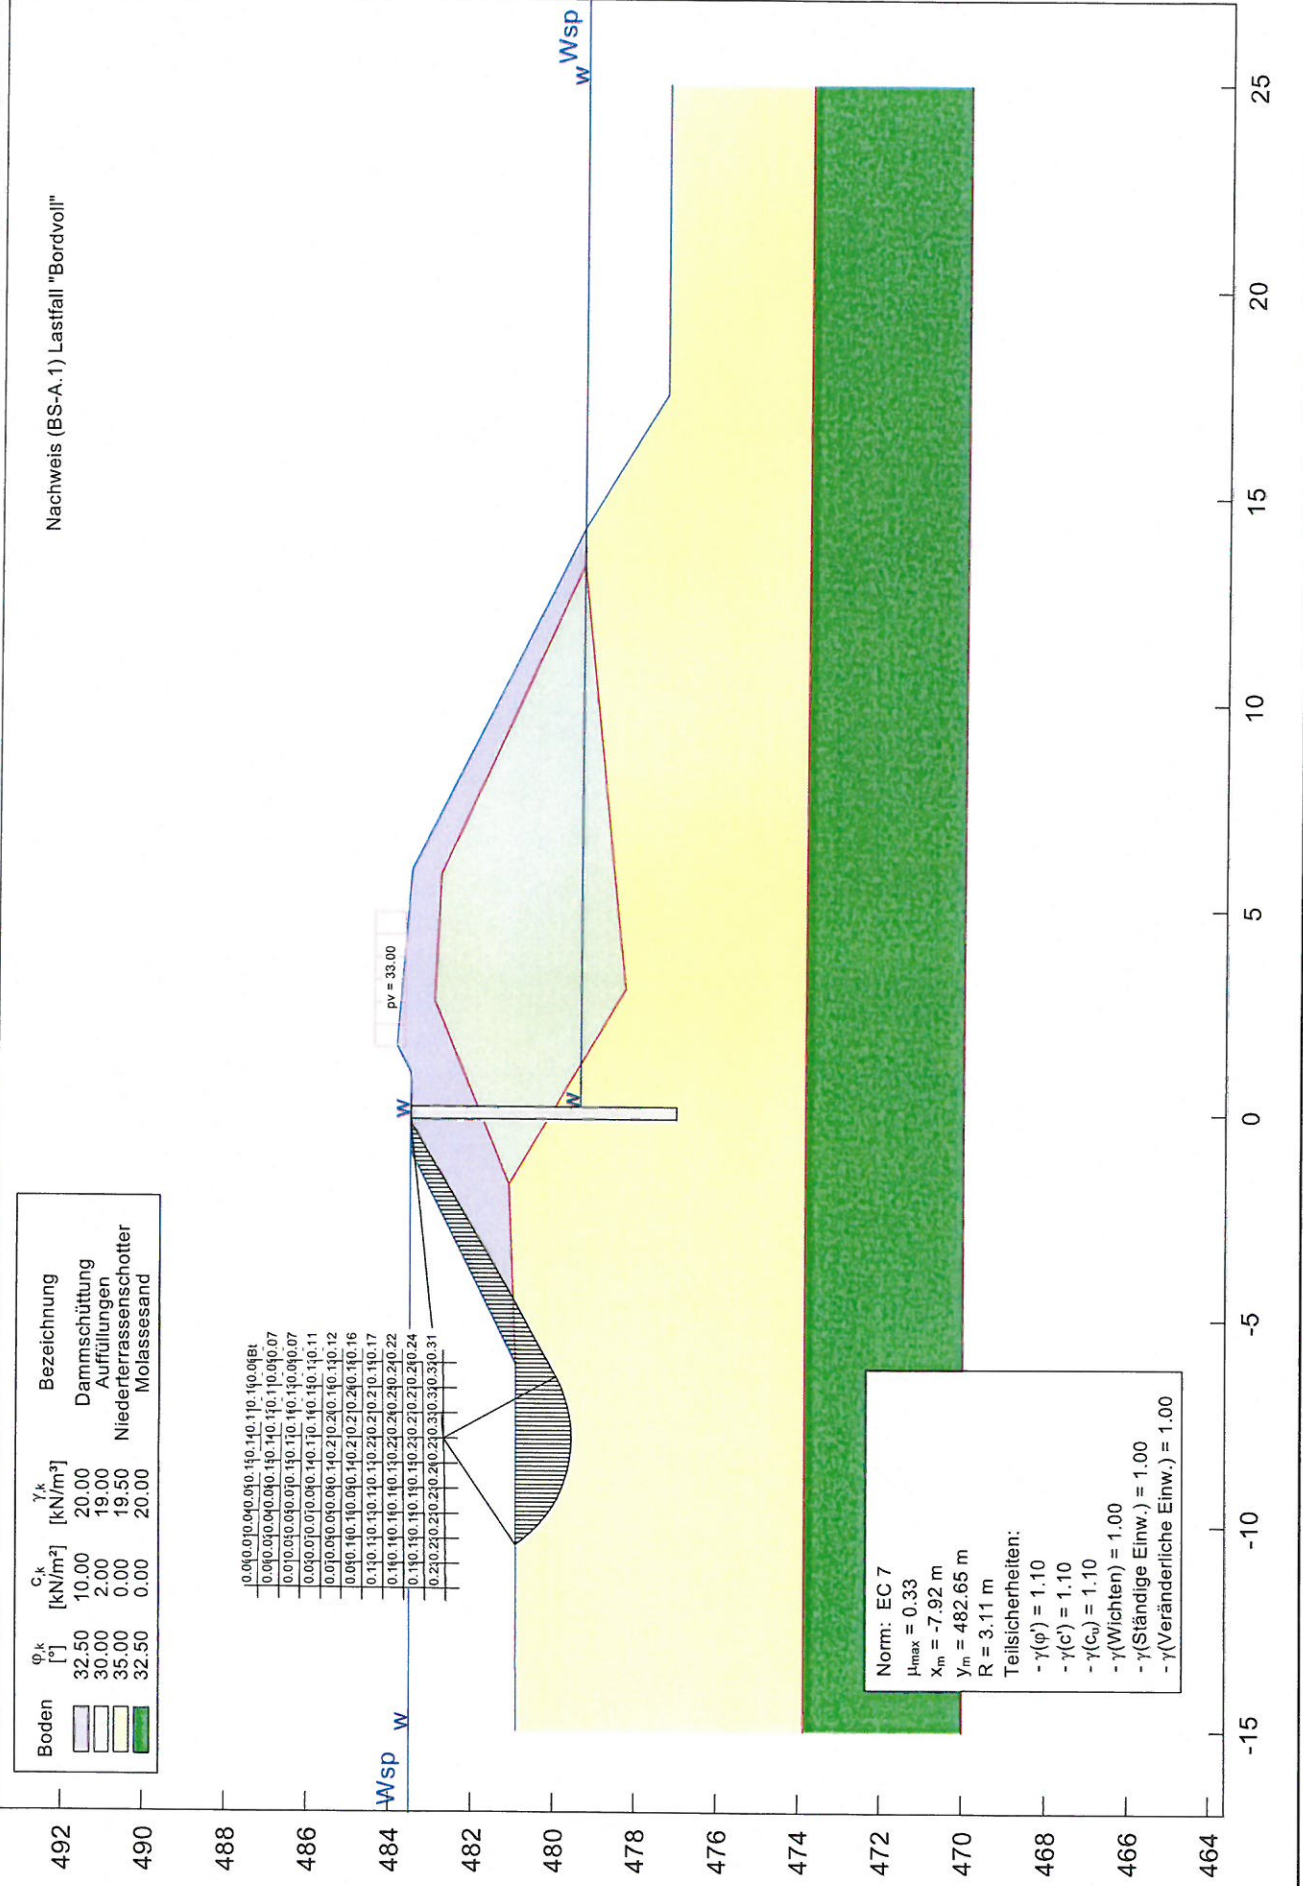 Nachweis (BS-A.1) Lastfall "Bordvoll"
Boden φ,k c,k γ,k Bezeichnung
[°] [kN/m²] [kN/m³]
32.50 10.00 20.00 Dammschüttung
30.00 2.00 19.00 Auffüllungen
35.00 0.00 19.50 Niederterrassenschotter
32.50 0.00 20.00 Molassesand
pv = 33.00
Wsp
w
w
w
w
Wsp
Norm: EC 7
μmax = 0.33
xm = -7.92 m
ym = 482.65 m
R = 3.11 m
Teilsicherheiten:
- γ(φ') = 1.10
- γ(c') = 1.10
- γ(cu) = 1.10
- γ(Wichten) = 1.00
- γ(Ständige Einw.) = 1.00
- γ(Veränderliche Einw.) = 1.00
492
490
488
486
484
482
480
478
476
474
472
470
468
466
464
-15 -10 -5 0 5 10 15 20 25